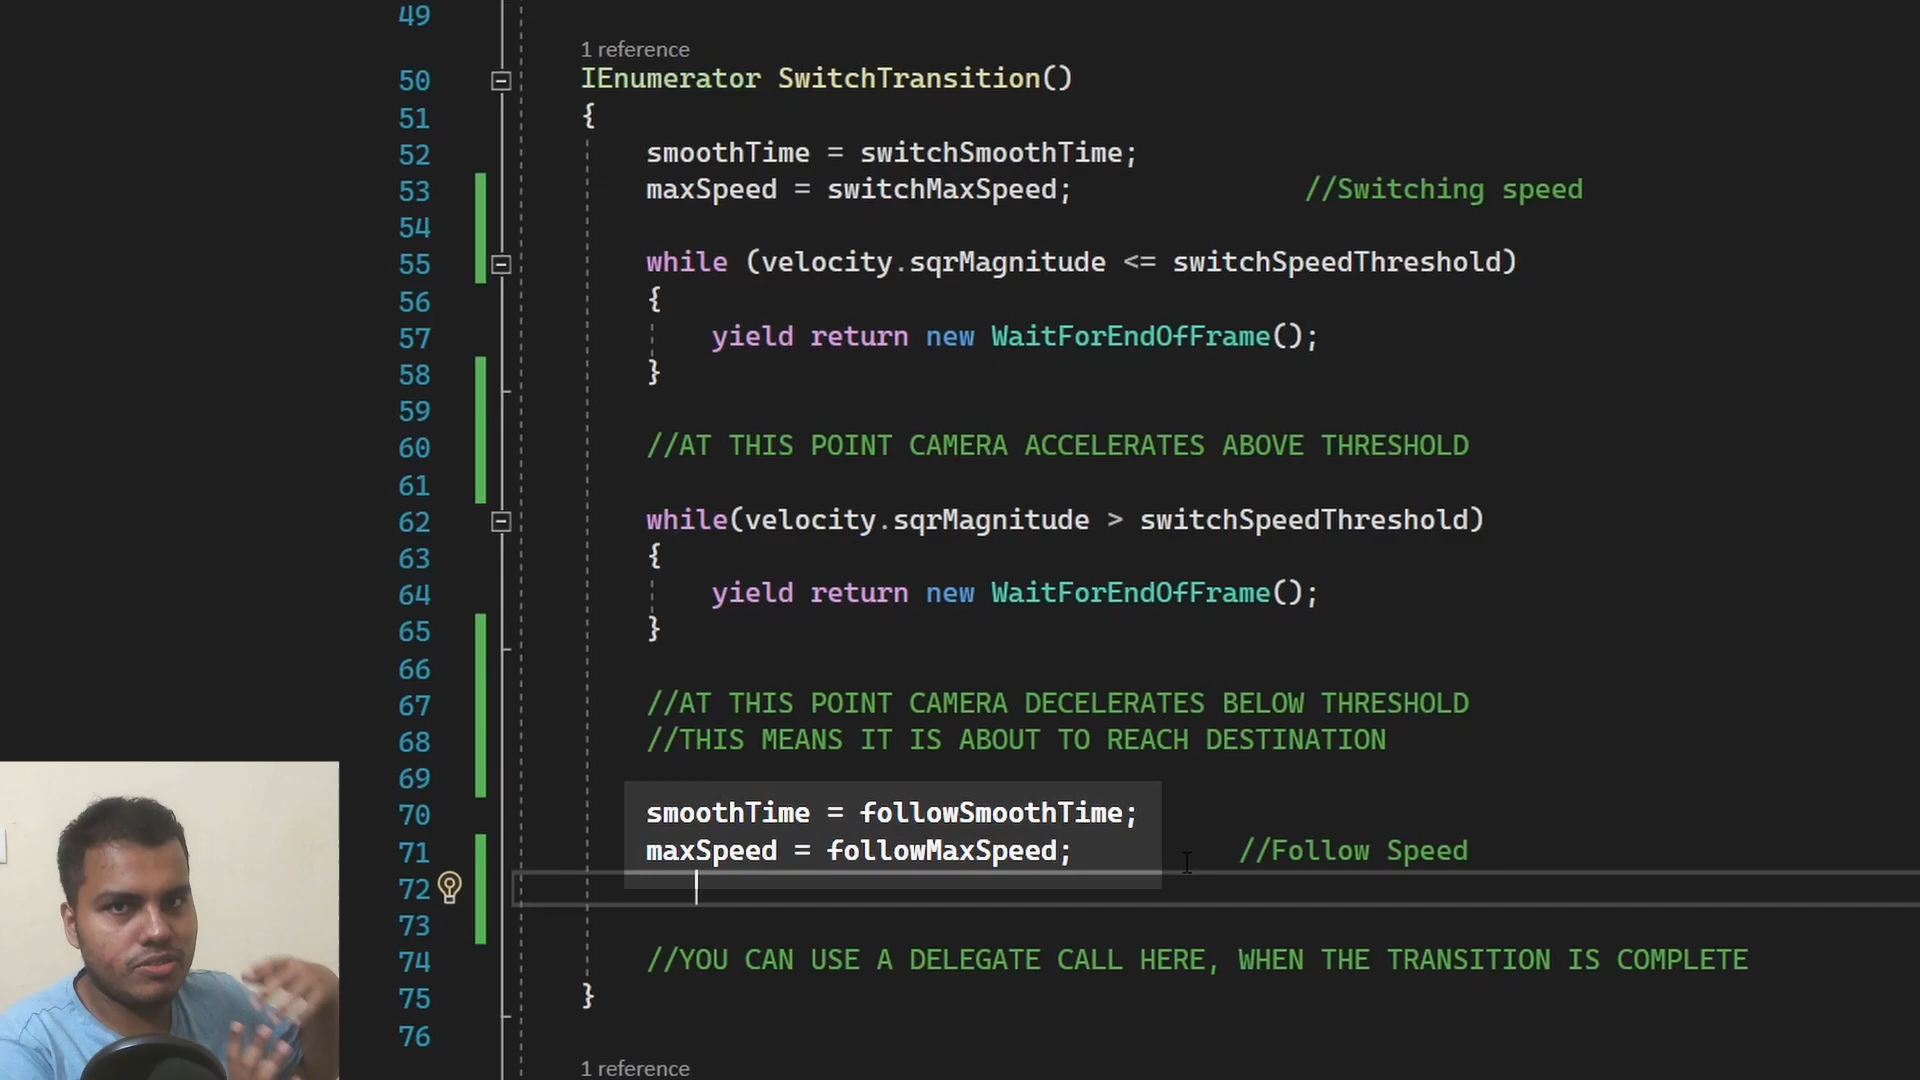 49
1 reference
50 IEnumerator SwitchTransition()
51 {
52 smoothTime = switchSmoothTime;
53 maxSpeed = switchMaxSpeed; //Switching speed
54
55 while (velocity.sqrMagnitude <= switchSpeedThreshold)
56 {
57 yield return new WaitForEndOfFrame();
58 }
59
60 //AT THIS POINT CAMERA ACCELERATES ABOVE THRESHOLD
61
62 while(velocity.sqrMagnitude > switchSpeedThreshold)
63 {
64 yield return new WaitForEndOfFrame();
65 }
66
67 //AT THIS POINT CAMERA DECELERATES BELOW THRESHOLD
68 //THIS MEANS IT IS ABOUT TO REACH DESTINATION
69
70 smoothTime = followSmoothTime;
71 maxSpeed = followMaxSpeed; //Follow Speed
72
73
74 //YOU CAN USE A DELEGATE CALL HERE, WHEN THE TRANSITION IS COMPLETE
75 }
76
1 reference